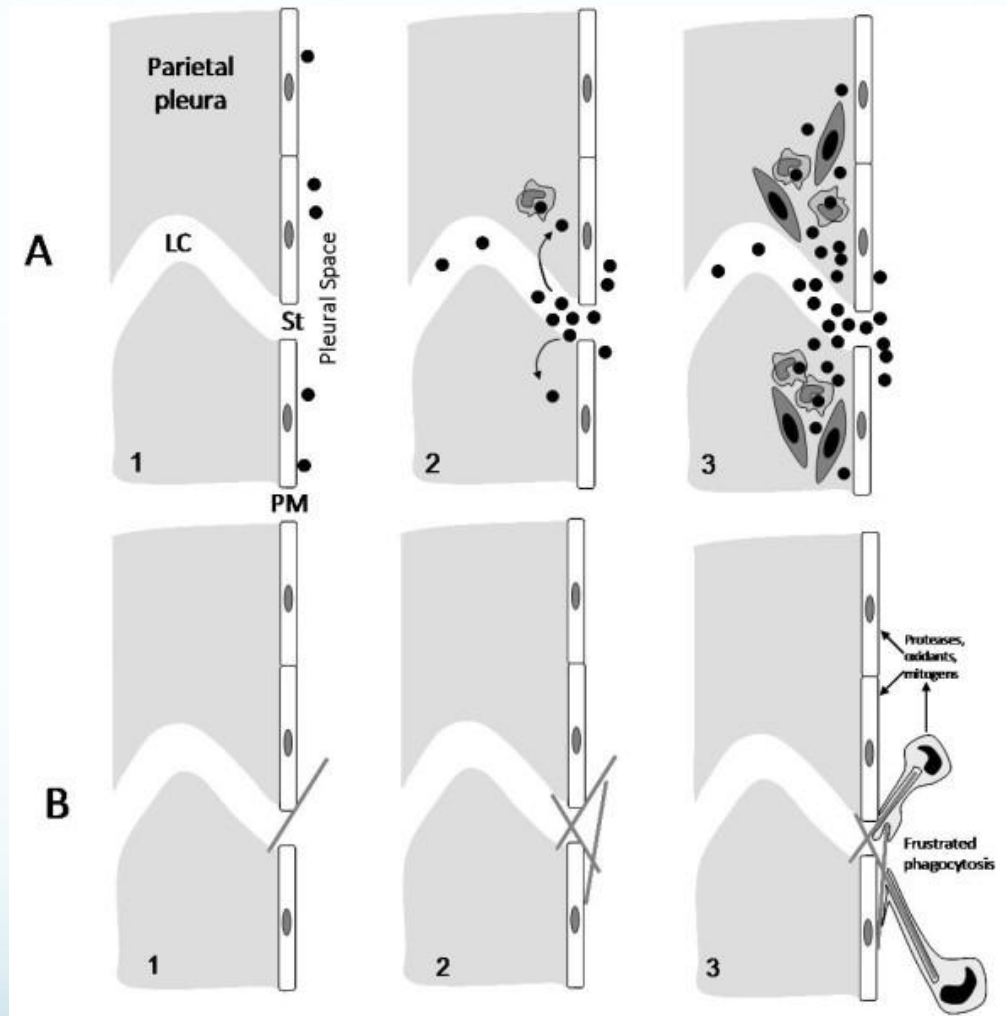 Parietal
pleura
A
LC
St
Pleural Space
1
2
3
PM
B
Proteases,
oxidants,
mitogens
Frustrated
phagocytosis
1
2
3